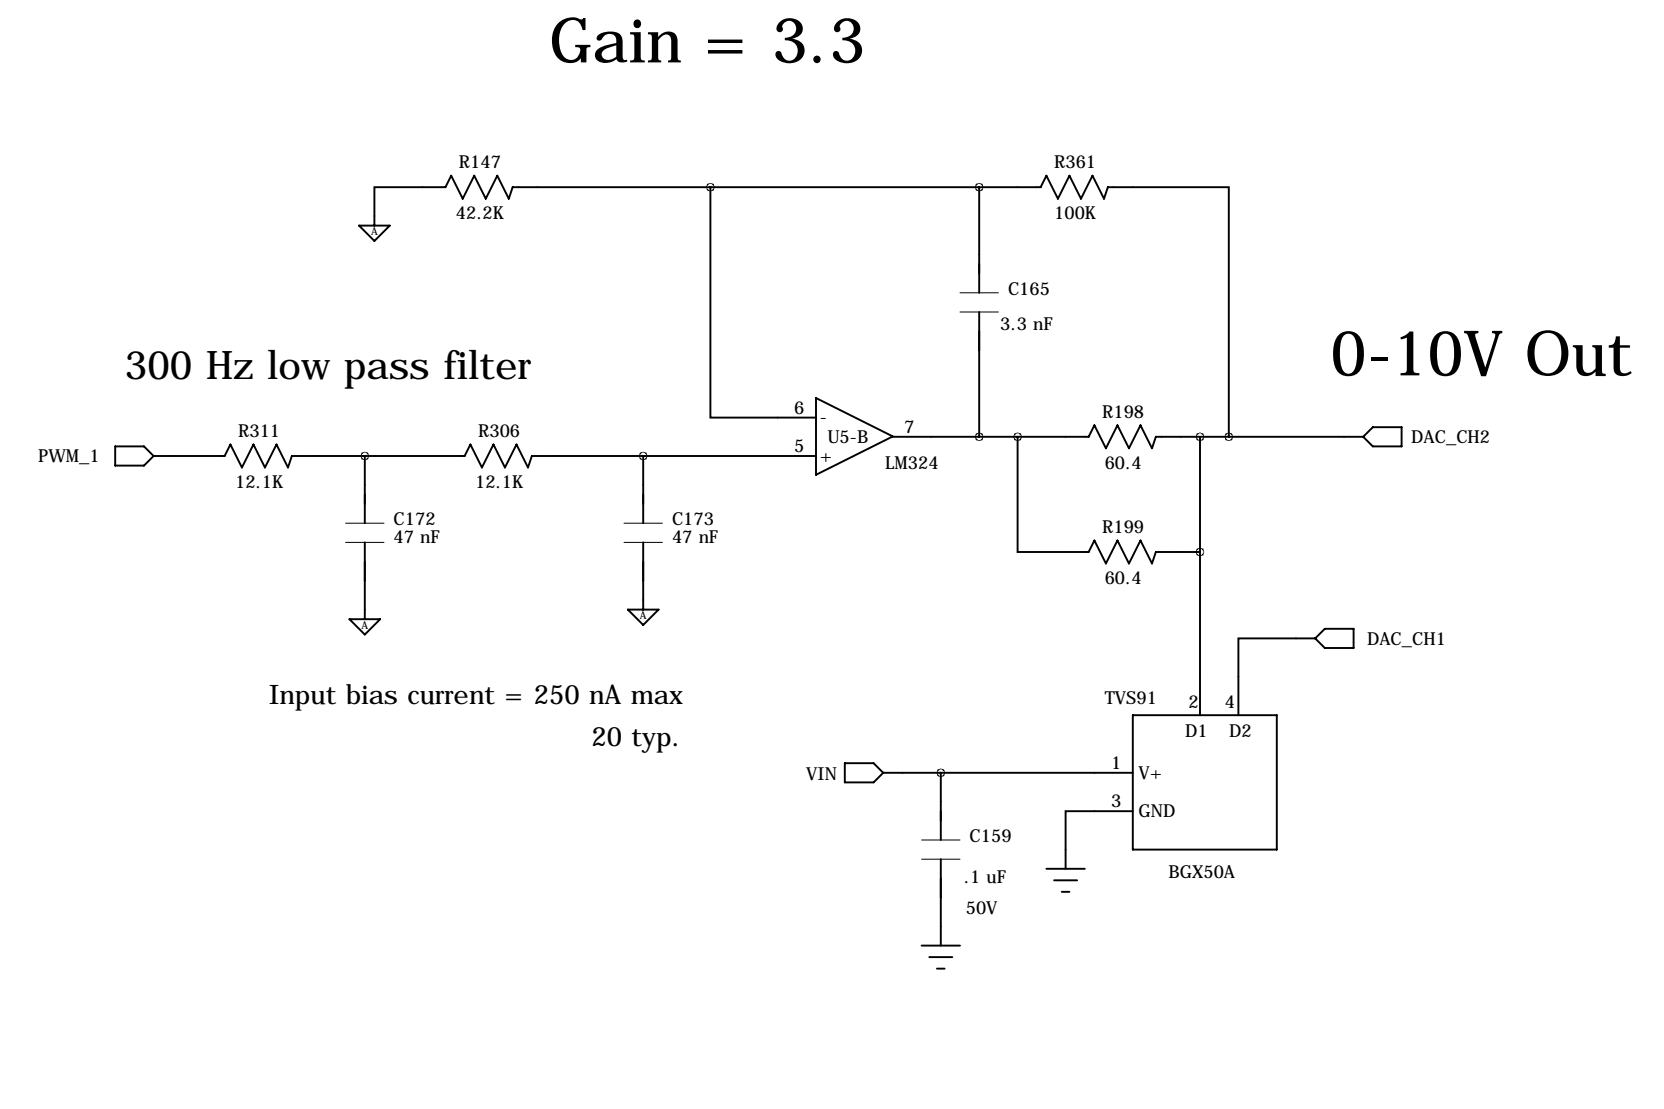 Gain = 3.3
R147
42.2K
A
R361
100K
C165
3.3 nF
0-10V Out
300 Hz low pass filter
R311
12.1K
R306
12.1K
PWM_1
C172
47 nF
A
C173
47 nF
A
6
-
5
+
U5-B
7
LM324
R198
60.4
DAC_CH2
R199
60.4
DAC_CH1
Input bias current = 250 nA max
20 typ.
TVS91
2
4
D1
D2
VIN
1
V+
3
GND
C159
.1 uF
50V
BGX50A